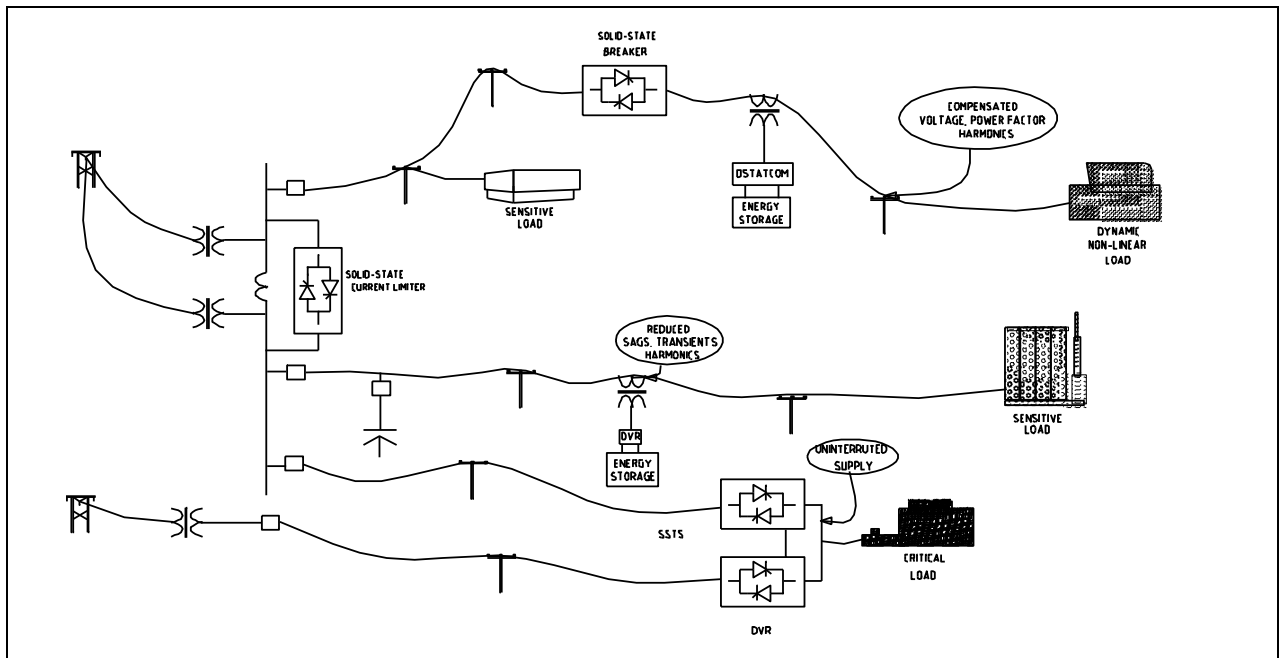 SOLID-STATE
BREAKER
COMPENSATED
VOLTAGE, POWER FACTOR
HARMONICS
DSTATCOM
ENERGY
STORAGE
SENSITIVE
LOAD
DYNAMIC
NON-LINEAR
LOAD
SOLID-STATE
CURRENT LIMITER
REDUCED
SAGS, TRANSIENTS
HARMONICS
SENSITIVE
LOAD
DVR
ENERGY
STORAGE
UNINTERRUTED
SUPPLY
SSTS
CRITICAL
LOAD
DVR